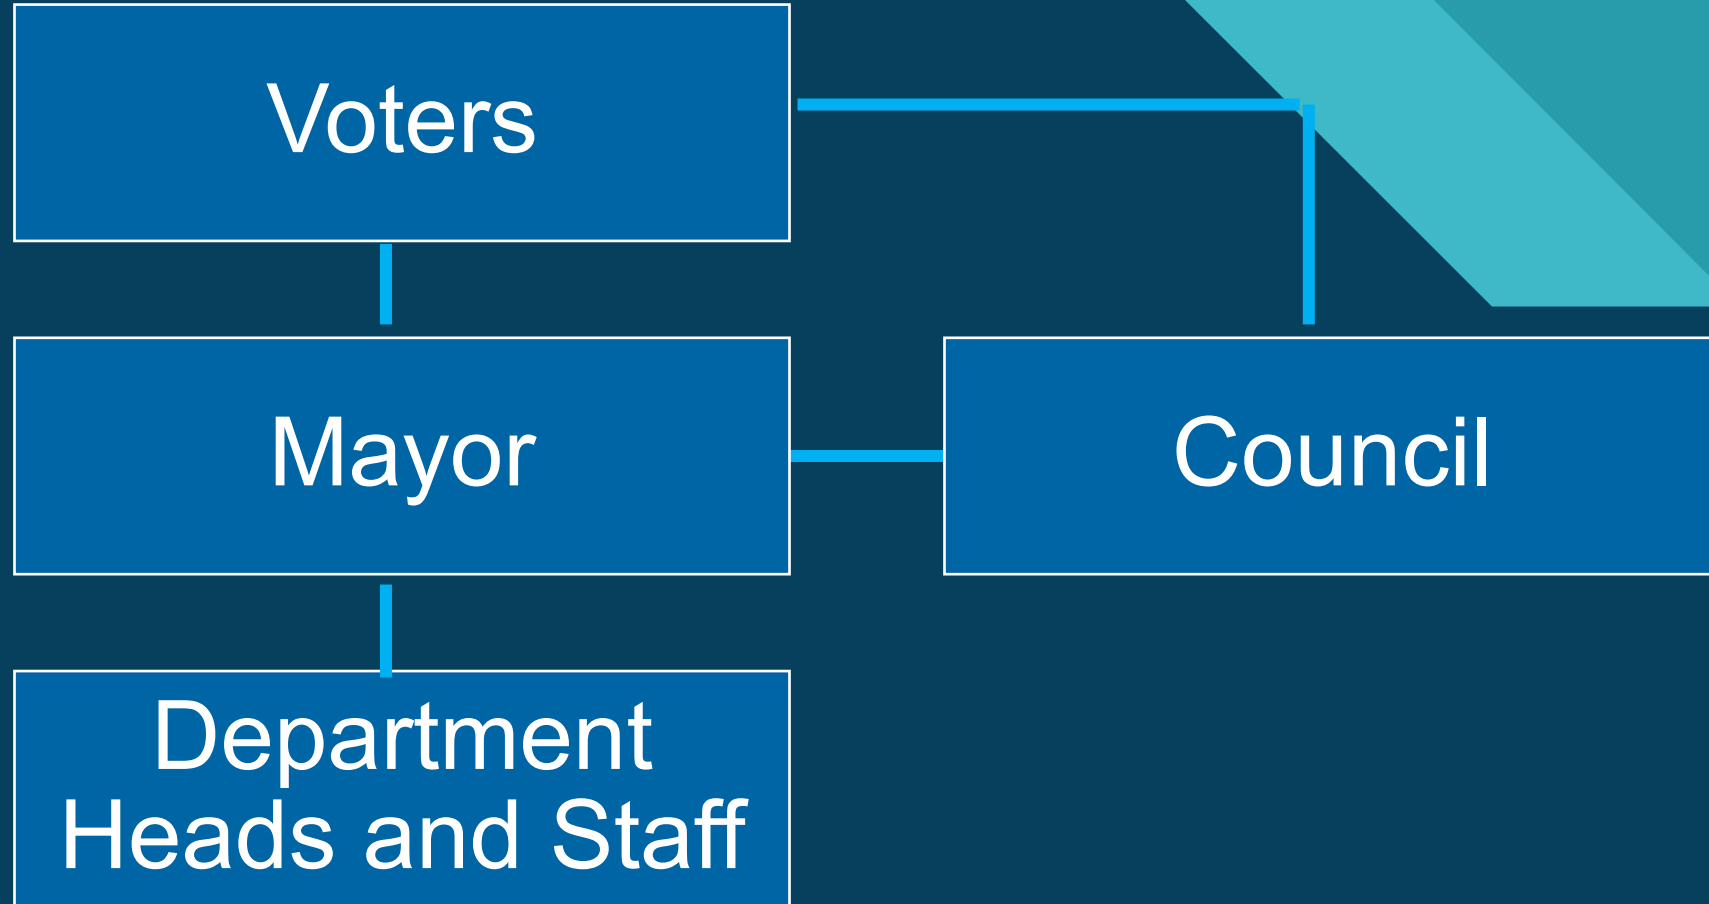 Voters
Mayor
Council
Department
Heads and Staff